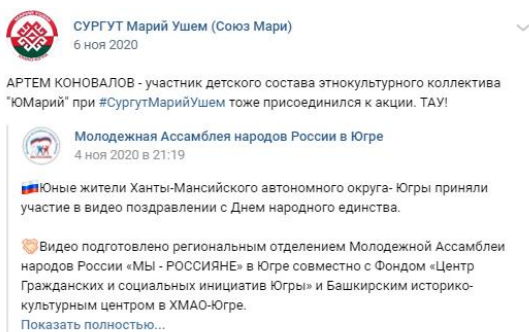 СУРГУТ Марий Ушем (Союз Мари)
6 ноя 2020
АРТЕМ КОНОВАЛОВ - участник детского состава этнокультурного коллектива
"ЮМарий" при #СургутМарийУшем тоже присоединился к акции. ТАУ!
Молодежная Ассамблея народов России в Югре
4 ноя 2020 в 21:19
Юные жители Ханты-Мансийского автономного округа- Югры приняли
участие в видео поздравлении с Днем народного единства.
Видео подготовлено региональным отделением Молодежной Ассамблеи
народов России «МЫ - РОССИЯНЕ» в Югре совместно с Фондом «Центр
Гражданских и социальных инициатив Югры» и Башкирским историко-
культурным центром в ХМАО-Югре.
Показать полностью...